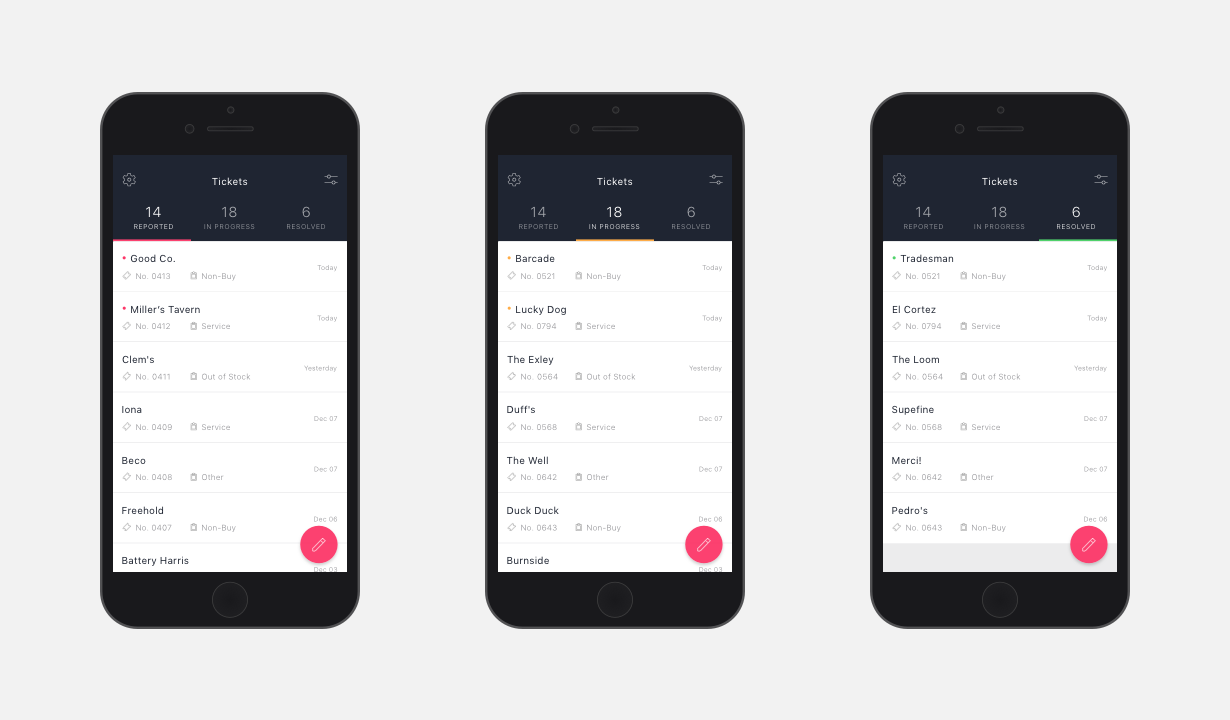 Tickets
14 18 6
REPORTED IN PROGRESS RESOLVED
Good Co.
Today
No. 0413 Non-Buy
Miller's Tavern
Today
No. 0412 Service
Clem's
Yesterday
No. 0411 Out of Stock
Iona
Dec 07
No. 0409 Service
Beco
Dec 07
No. 0408 Other
Freehold
Dec 06
No. 0407 Non-Buy
Battery Harris
Dec 03
Tickets
14 18 6
REPORTED IN PROGRESS RESOLVED
Barcade
Today
No. 0521 Non-Buy
Lucky Dog
Today
No. 0794 Service
The Exley
Yesterday
No. 0564 Out of Stock
Duff's
Dec 07
No. 0568 Service
The Well
Dec 07
No. 0642 Other
Duck Duck
Dec 06
No. 0643 Non-Buy
Burnside
Dec 03
Tickets
14 18 6
REPORTED IN PROGRESS RESOLVED
Tradesman
Today
No. 0521 Non-Buy
El Cortez
Today
No. 0794 Service
The Loom
Yesterday
No. 0564 Out of Stock
Supefine
Dec 07
No. 0568 Service
Merci!
Dec 07
No. 0642 Other
Pedro's
Dec 06
No. 0643 Non-Buy